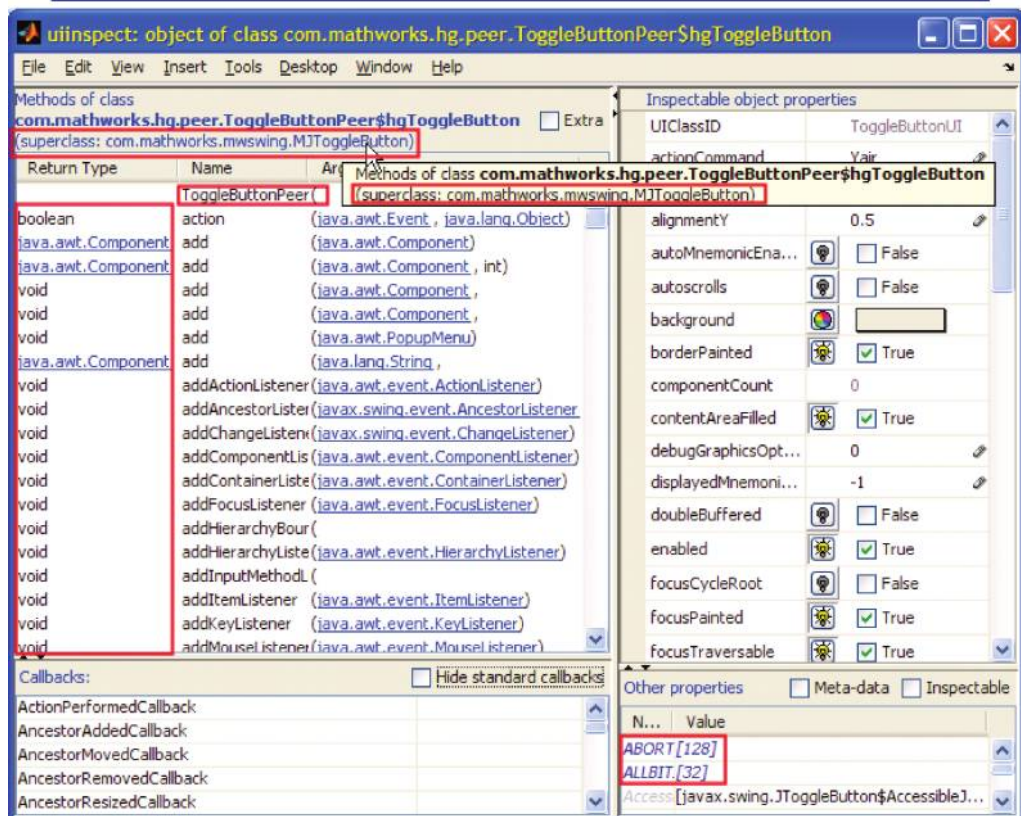 uiinspect: object of class com.mathworks.hg.peer.ToggleButtonPeer$hgToggleButton
File Edit View Insert Tools Desktop Window Help
Methods of class
com.mathworks.hg.peer.ToggleButtonPeer$hgToggleButton Extra
(superclass: com.mathworks.mwswing.MJToggleButton)
Return Type Name
Methods of class com.mathworks.hg.peer.ToggleButtonPeer$hgToggleButton
(superclass: com.mathworks.mwswing.MJToggleButton)
ToggleButtonPeer(
boolean action (java.awt.Event , java.lang.Object)
java.awt.Component add (java.awt.Component)
java.awt.Component add (java.awt.Component , int)
void add (java.awt.Component ,
void add (java.awt.Component ,
void add (java.awt.PopupMenu)
java.awt.Component add (java.lang.String ,
void addActionListener (java.awt.event.ActionListener)
void addAncestorLister (javax.swing.event.AncestorListener
void addChangeListene (javax.swing.event.ChangeListener)
void addComponentLis (java.awt.event.ComponentListener)
void addContainerListe (java.awt.event.ContainerListener)
void addFocusListener (java.awt.event.FocusListener)
void addHierarchyBour (
void addHierarchyListe (java.awt.event.HierarchyListener)
void addInputMethodL (
void addItemListener (java.awt.event.ItemListener)
void addKeyListener (java.awt.event.KeyListener)
void addMouseListener (java.awt.event.MouseListener)
Callbacks: Hide standard callbacks
ActionPerformedCallback
AncestorAddedCallback
AncestorMovedCallback
AncestorRemovedCallback
AncestorResizedCallback
Inspectable object properties
UIClassID ToggleButtonUI
actionCommand Yair
alignmentY 0.5
autoMnemonicEna... False
autoscrolls False
background
borderPainted True
componentCount 0
contentAreaFilled True
debugGraphicsOpt... 0
displayedMnemoni... -1
doubleBuffered False
enabled True
focusCycleRoot False
focusPainted True
focusTraversable True
Other properties Meta-data Inspectable
N... Value
ABORT [128]
ALLBIT. [32]
Access [javax.swing.JToggleButton$AccessibleJ...